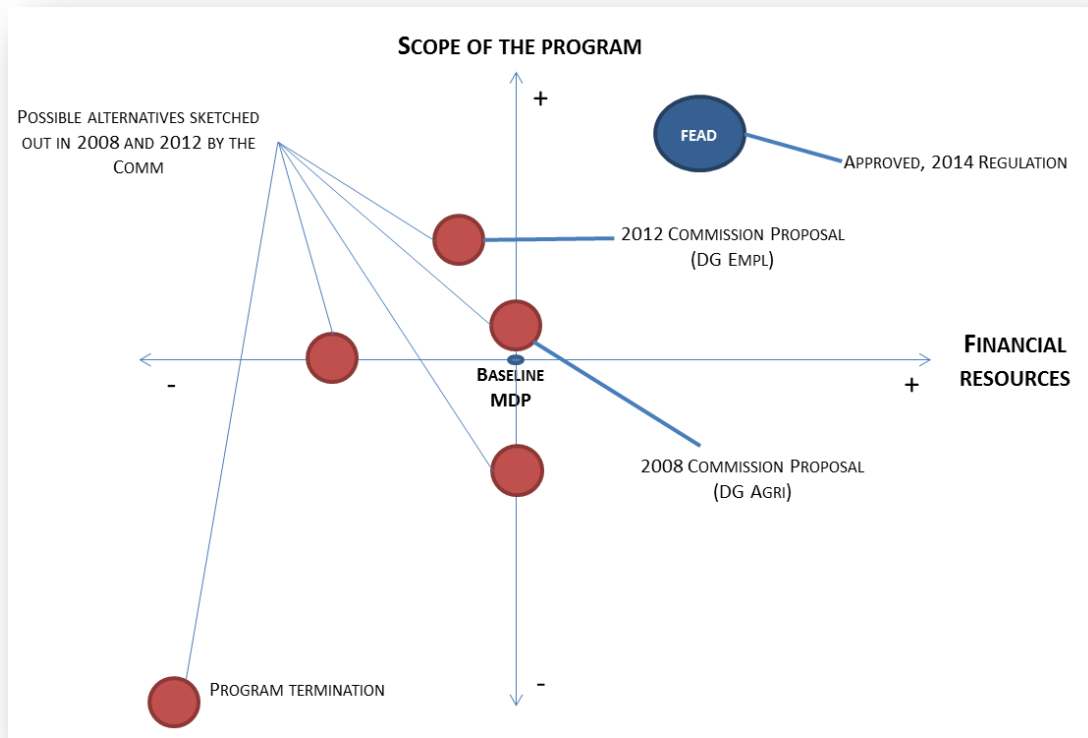 SCOPE OF THE PROGRAM
+
POSSIBLE ALTERNATIVES SKETCHED
OUT IN 2008 AND 2012 BY THE
COMM
FEAD
APPROVED, 2014 REGULATION
2012 COMMISSION PROPOSAL
(DG EMPL)
FINANCIAL
RESOURCES
-
+
BASELINE
MDP
2008 COMMISSION PROPOSAL
(DG AGRI)
PROGRAM TERMINATION
-